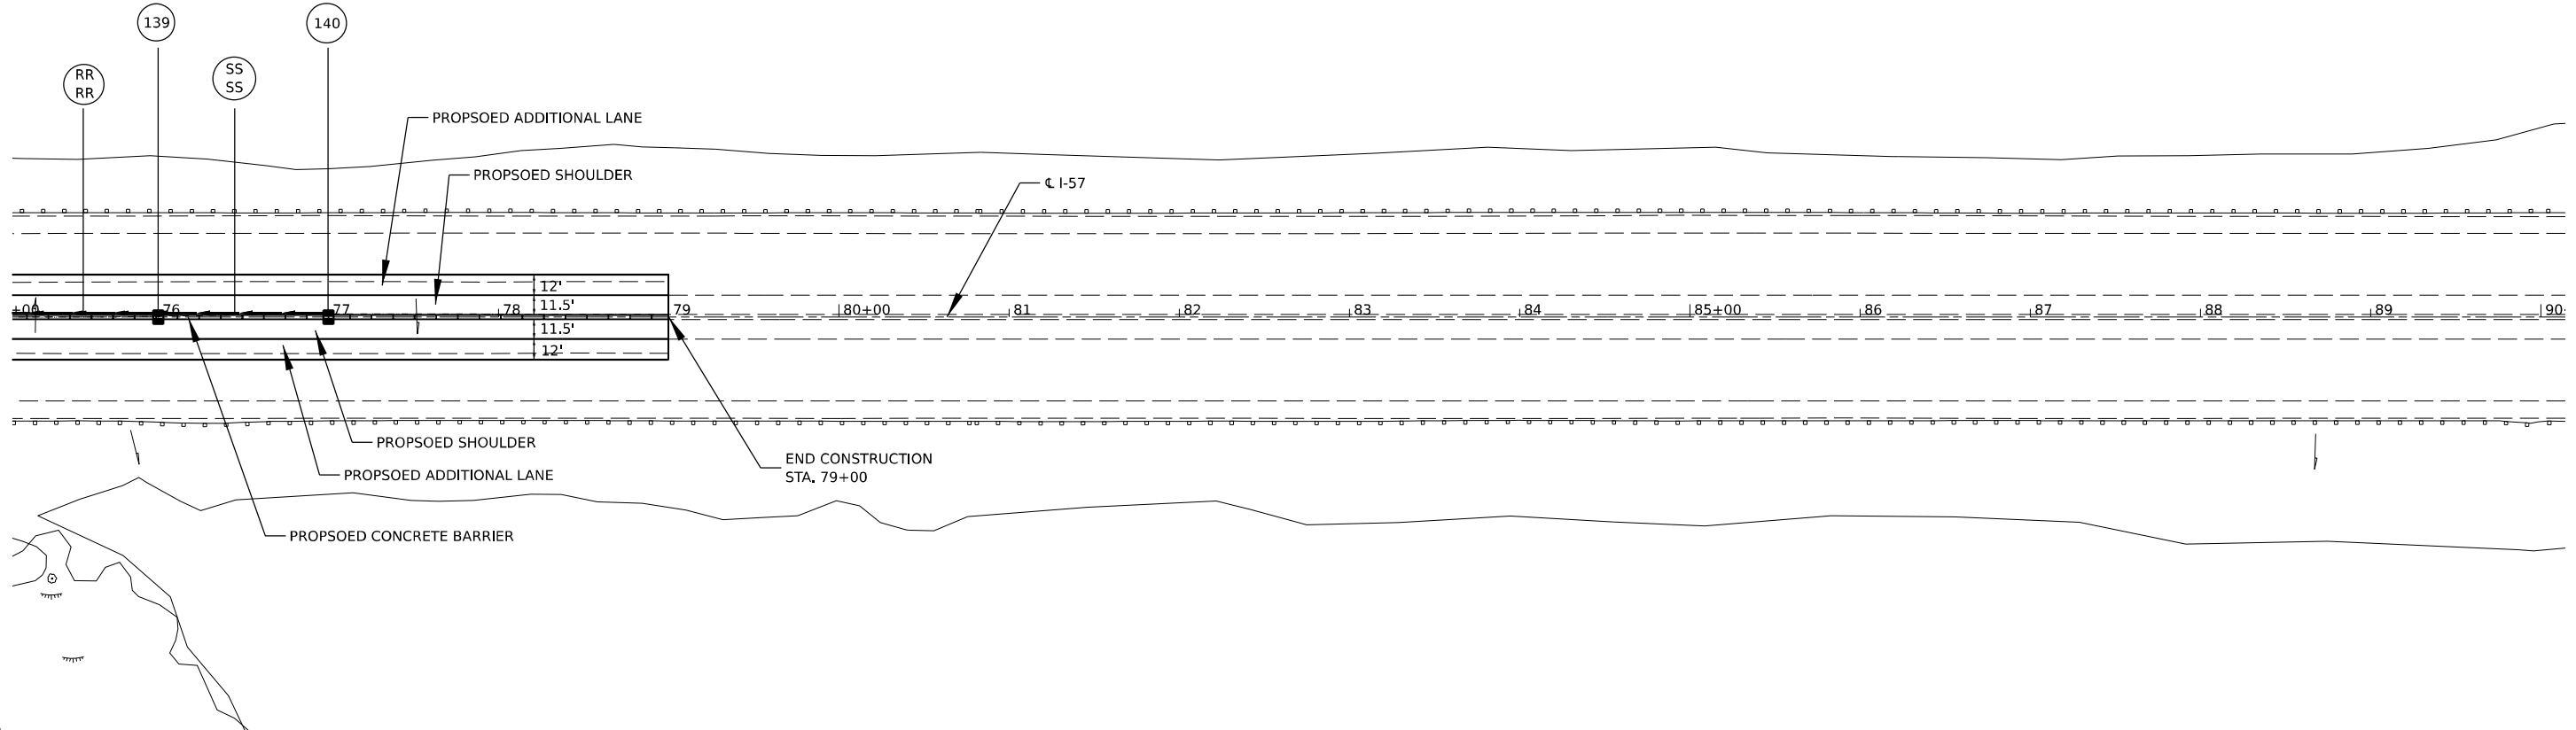 139
140
RR
RR
SS
SS
PROPSOED ADDITIONAL LANE
PROPSOED SHOULDER
℄ I-57
12'
11.5'
+00 76 77 78 79 80+00 81 82 83 84 85+00 86 87 88 89 90
11.5'
12'
PROPSOED SHOULDER
PROPSOED ADDITIONAL LANE
END CONSTRUCTION
STA. 79+00
PROPSOED CONCRETE BARRIER